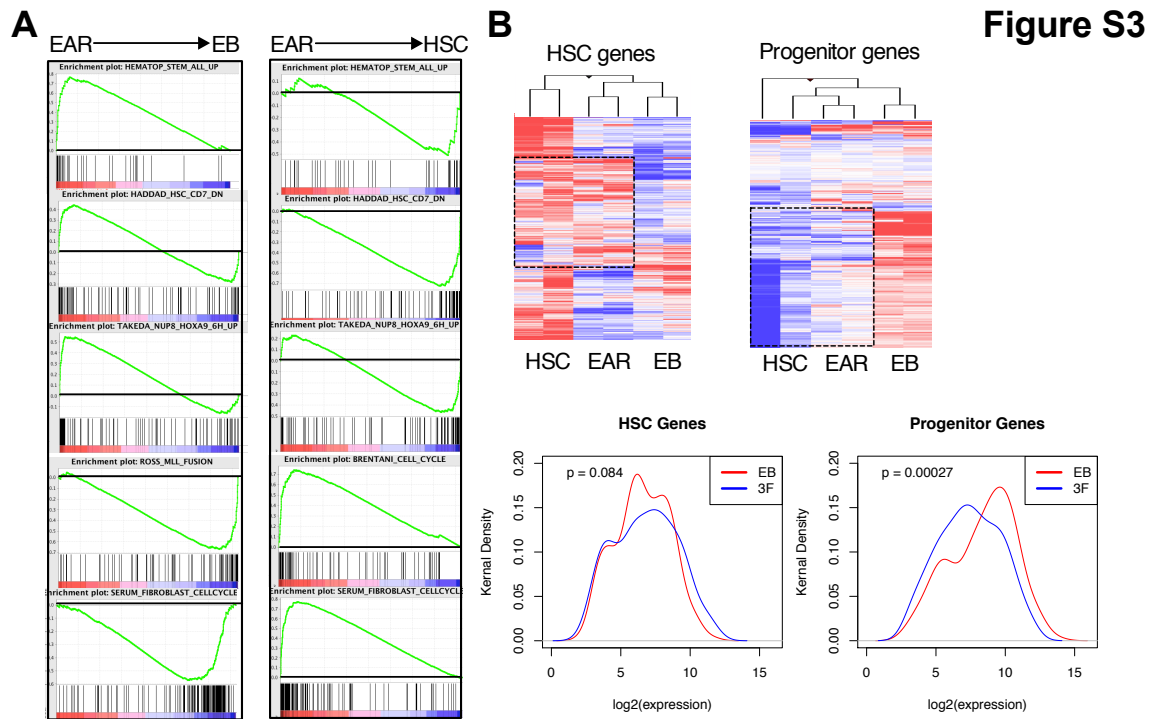 Figure S3
A
EAR EB
Enrichment plot: HEMATOP_STEM_ALL_UP
Enrichment plot: HADDAD_HSC_CD7_DN
Enrichment plot: TAKEDA_NUP8_HOXA9_6H_UP
Enrichment plot: ROSS_MLL_FUSION
Enrichment plot: SERUM_FIBROBLAST_CELLCYCLE
EAR HSC
Enrichment plot: HEMATOP_STEM_ALL_UP
Enrichment plot: HADDAD_HSC_CD7_DN
Enrichment plot: TAKEDA_NUP8_HOXA9_6H_UP
Enrichment plot: BRENTANI_CELL_CYCLE
Enrichment plot: SERUM_FIBROBLAST_CELLCYCLE
B
HSC genes
HSC EAR EB
Progenitor genes
HSC EAR EB
HSC Genes
p = 0.084
EB
3F
Kernal Density
0.20
0.15
0.10
0.05
0.00
0 5 10 15
log2(expression)
Progenitor Genes
p = 0.00027
EB
3F
Kernal Density
0.20
0.15
0.10
0.05
0.00
0 5 10 15
log2(expression)